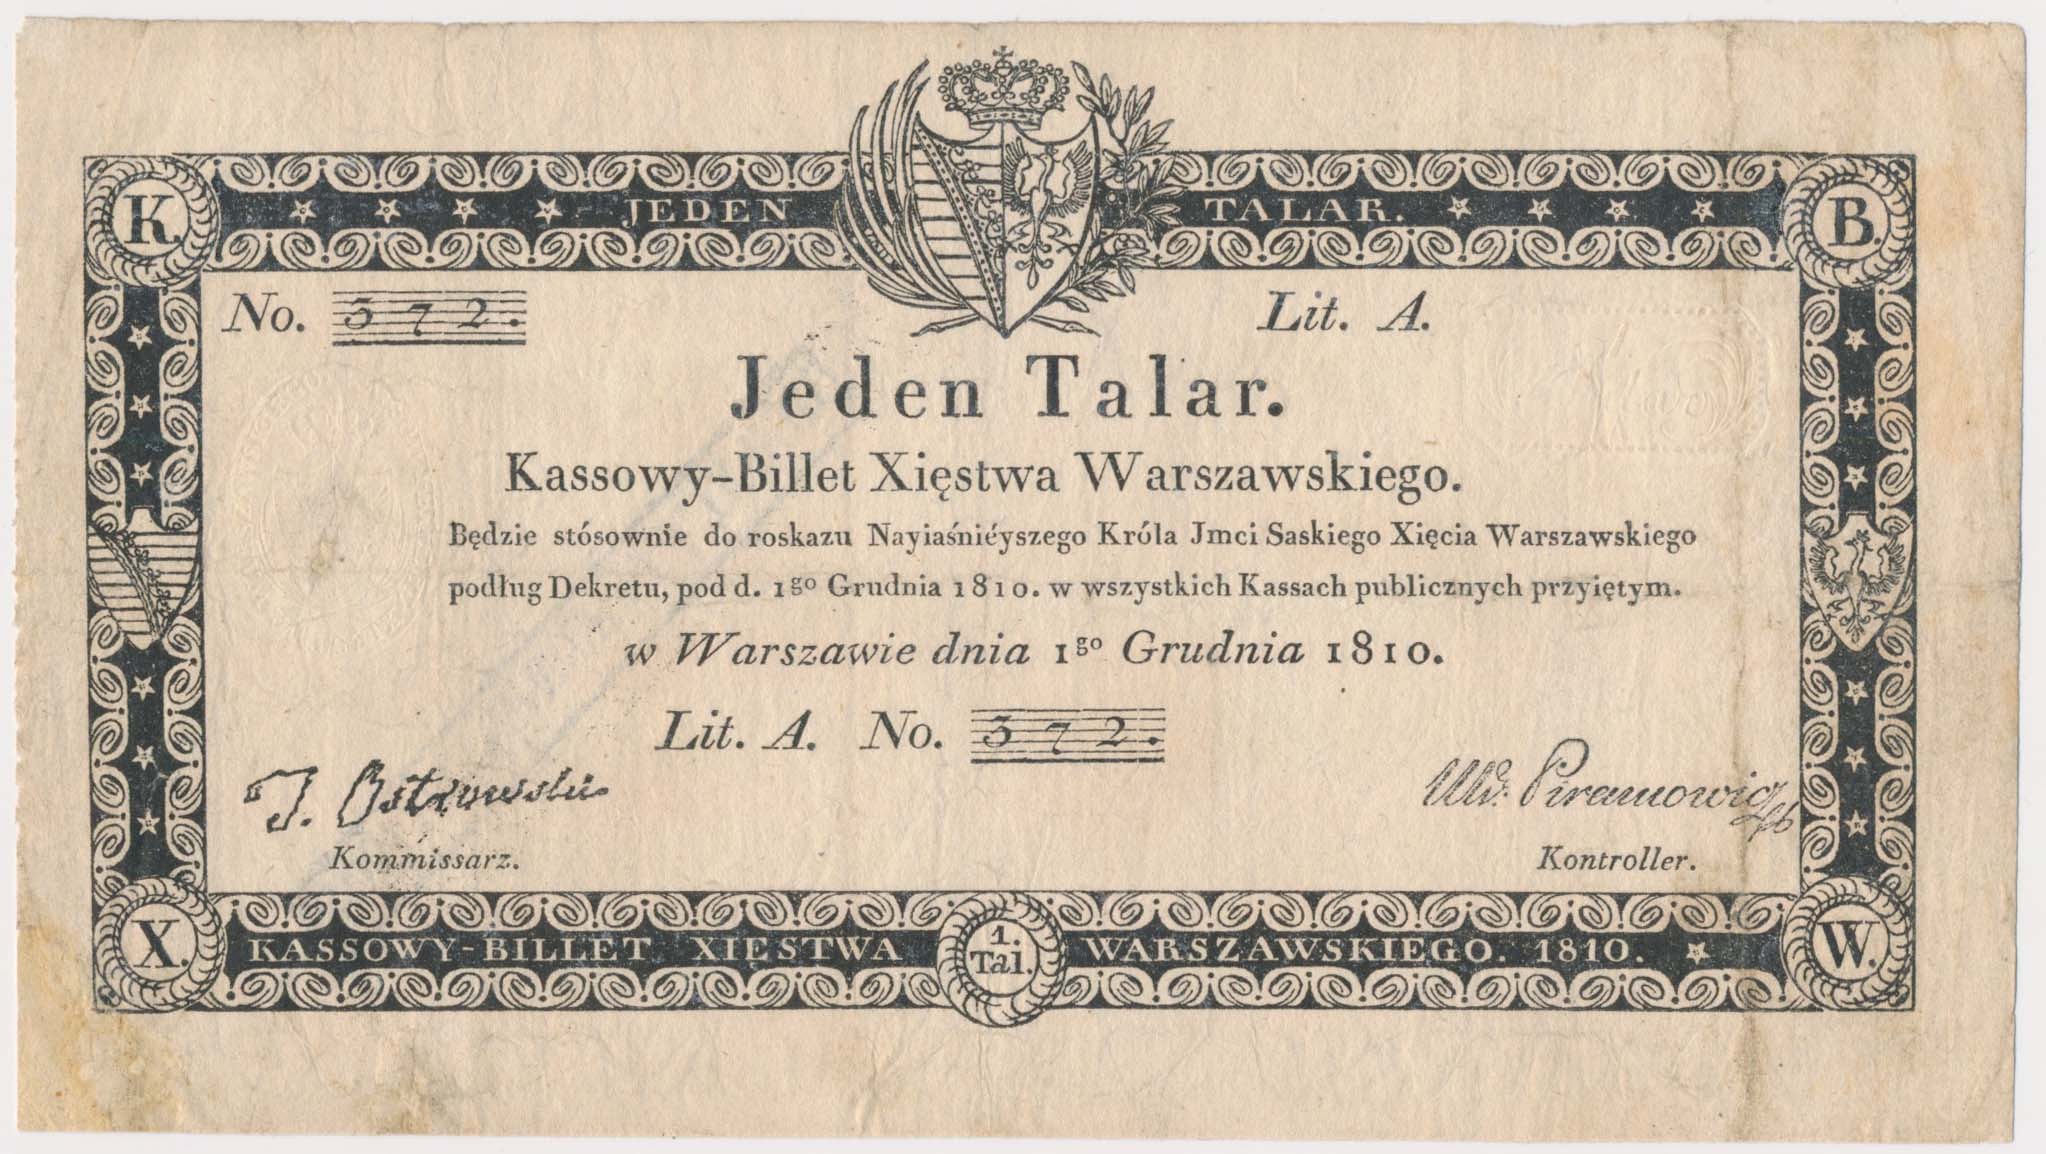 K. JEDEN TALAR. B.
No. 372. Lit. A.
Jeden Talar.
Kassowy-Billet Xięstwa Warszawskiego.
Będzie stósownie do roskazu Nayiaśniéyszego Króla Jmci Saskiego Xięcia Warszawskiego
podług Dekretu, pod d. 1go Grudnia 1810. w wszystkich Kassach publicznych przyiętym.
w Warszawie dnia 1go Grudnia 1810.
Lit. A. No. 372.
J. Ostrowski
Kommissarz. Kontroller.
X. KASSOWY-BILLET XIĘSTWA 1. Tal. WARSZAWSKIEGO. 1810. W.